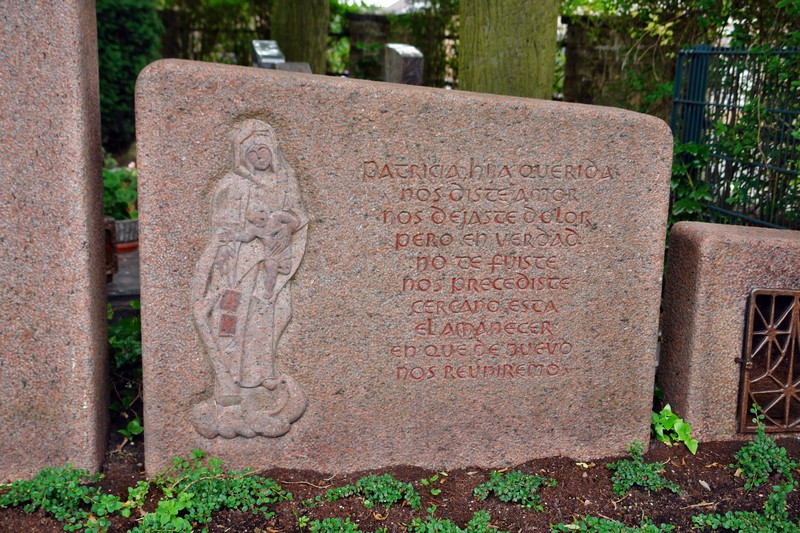 PATRICIA, HIJA QUERIDA
NOS DISTE AMOR
NOS DEJASTE DOLOR
PERO EN VERDAD
NO TE FUISTE
NOS PRECEDISTE
CERCANO ESTA
EL AMANECER
EN QUE DE NUEVO
NOS REUNIREMOS